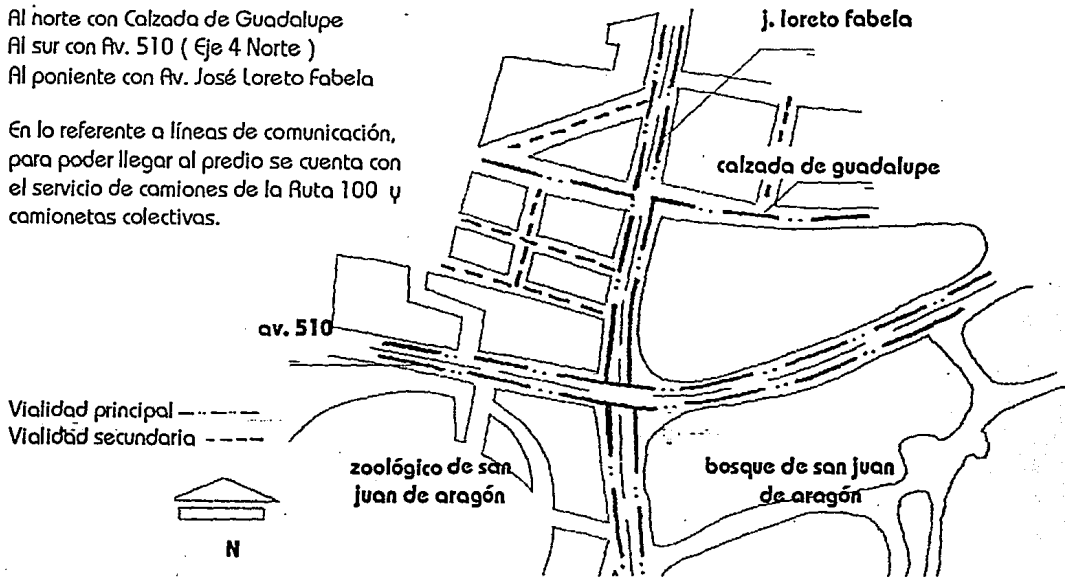 Al norte con Calzada de Guadalupe
Al sur con Av. 510 ( Eje 4 Norte )
Al poniente con Av. José Loreto Fabela
En lo referente a líneas de comunicación,
para poder llegar al predio se cuenta con
el servicio de camiones de la Ruta 100 y
camionetas colectivas.
j. loreto fabela
calzada de guadalupe
av. 510
Vialidad principal
Vialidad secundaria
zoológico de san
juan de aragón
bosque de san juan
de aragón
N